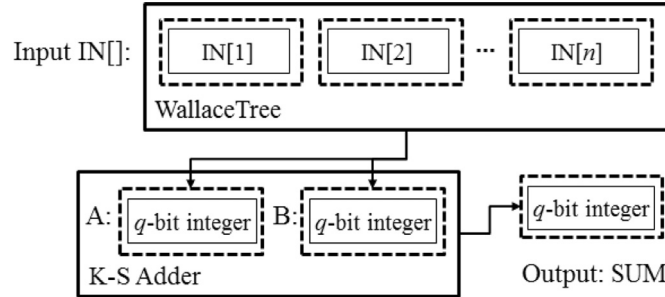 Input IN[]: IN[1] IN[2] ... IN[n]
WallaceTree
A: q-bit integer B: q-bit integer q-bit integer
K-S Adder Output: SUM